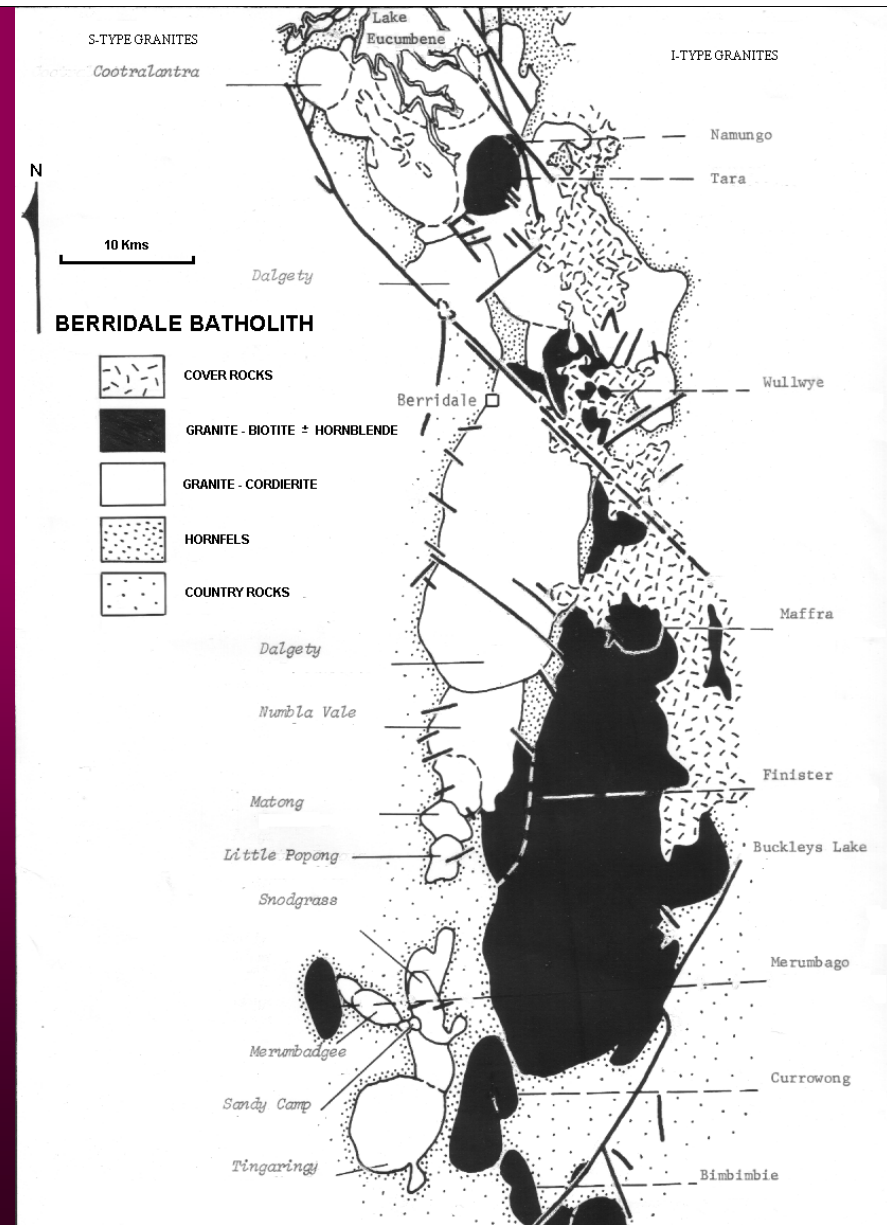 Lake
Eucumbene
S-TYPE GRANITES
I-TYPE GRANITES
Cootralantra
Namungo
Tara
N
10 Kms
Dalgety
BERRIDALE BATHOLITH
COVER ROCKS
GRANITE - BIOTITE ± HORNBLENDE
GRANITE - CORDIERITE
HORNFELS
COUNTRY ROCKS
Berridale
Wullwye
Maffra
Dalgety
Numbla Vale
Finister
Matong
Buckleys Lake
Little Popong
Snodgrass
Merumbago
Merumbadgee
Currowong
Sandy Camp
Tingaringy
Bimbimbie